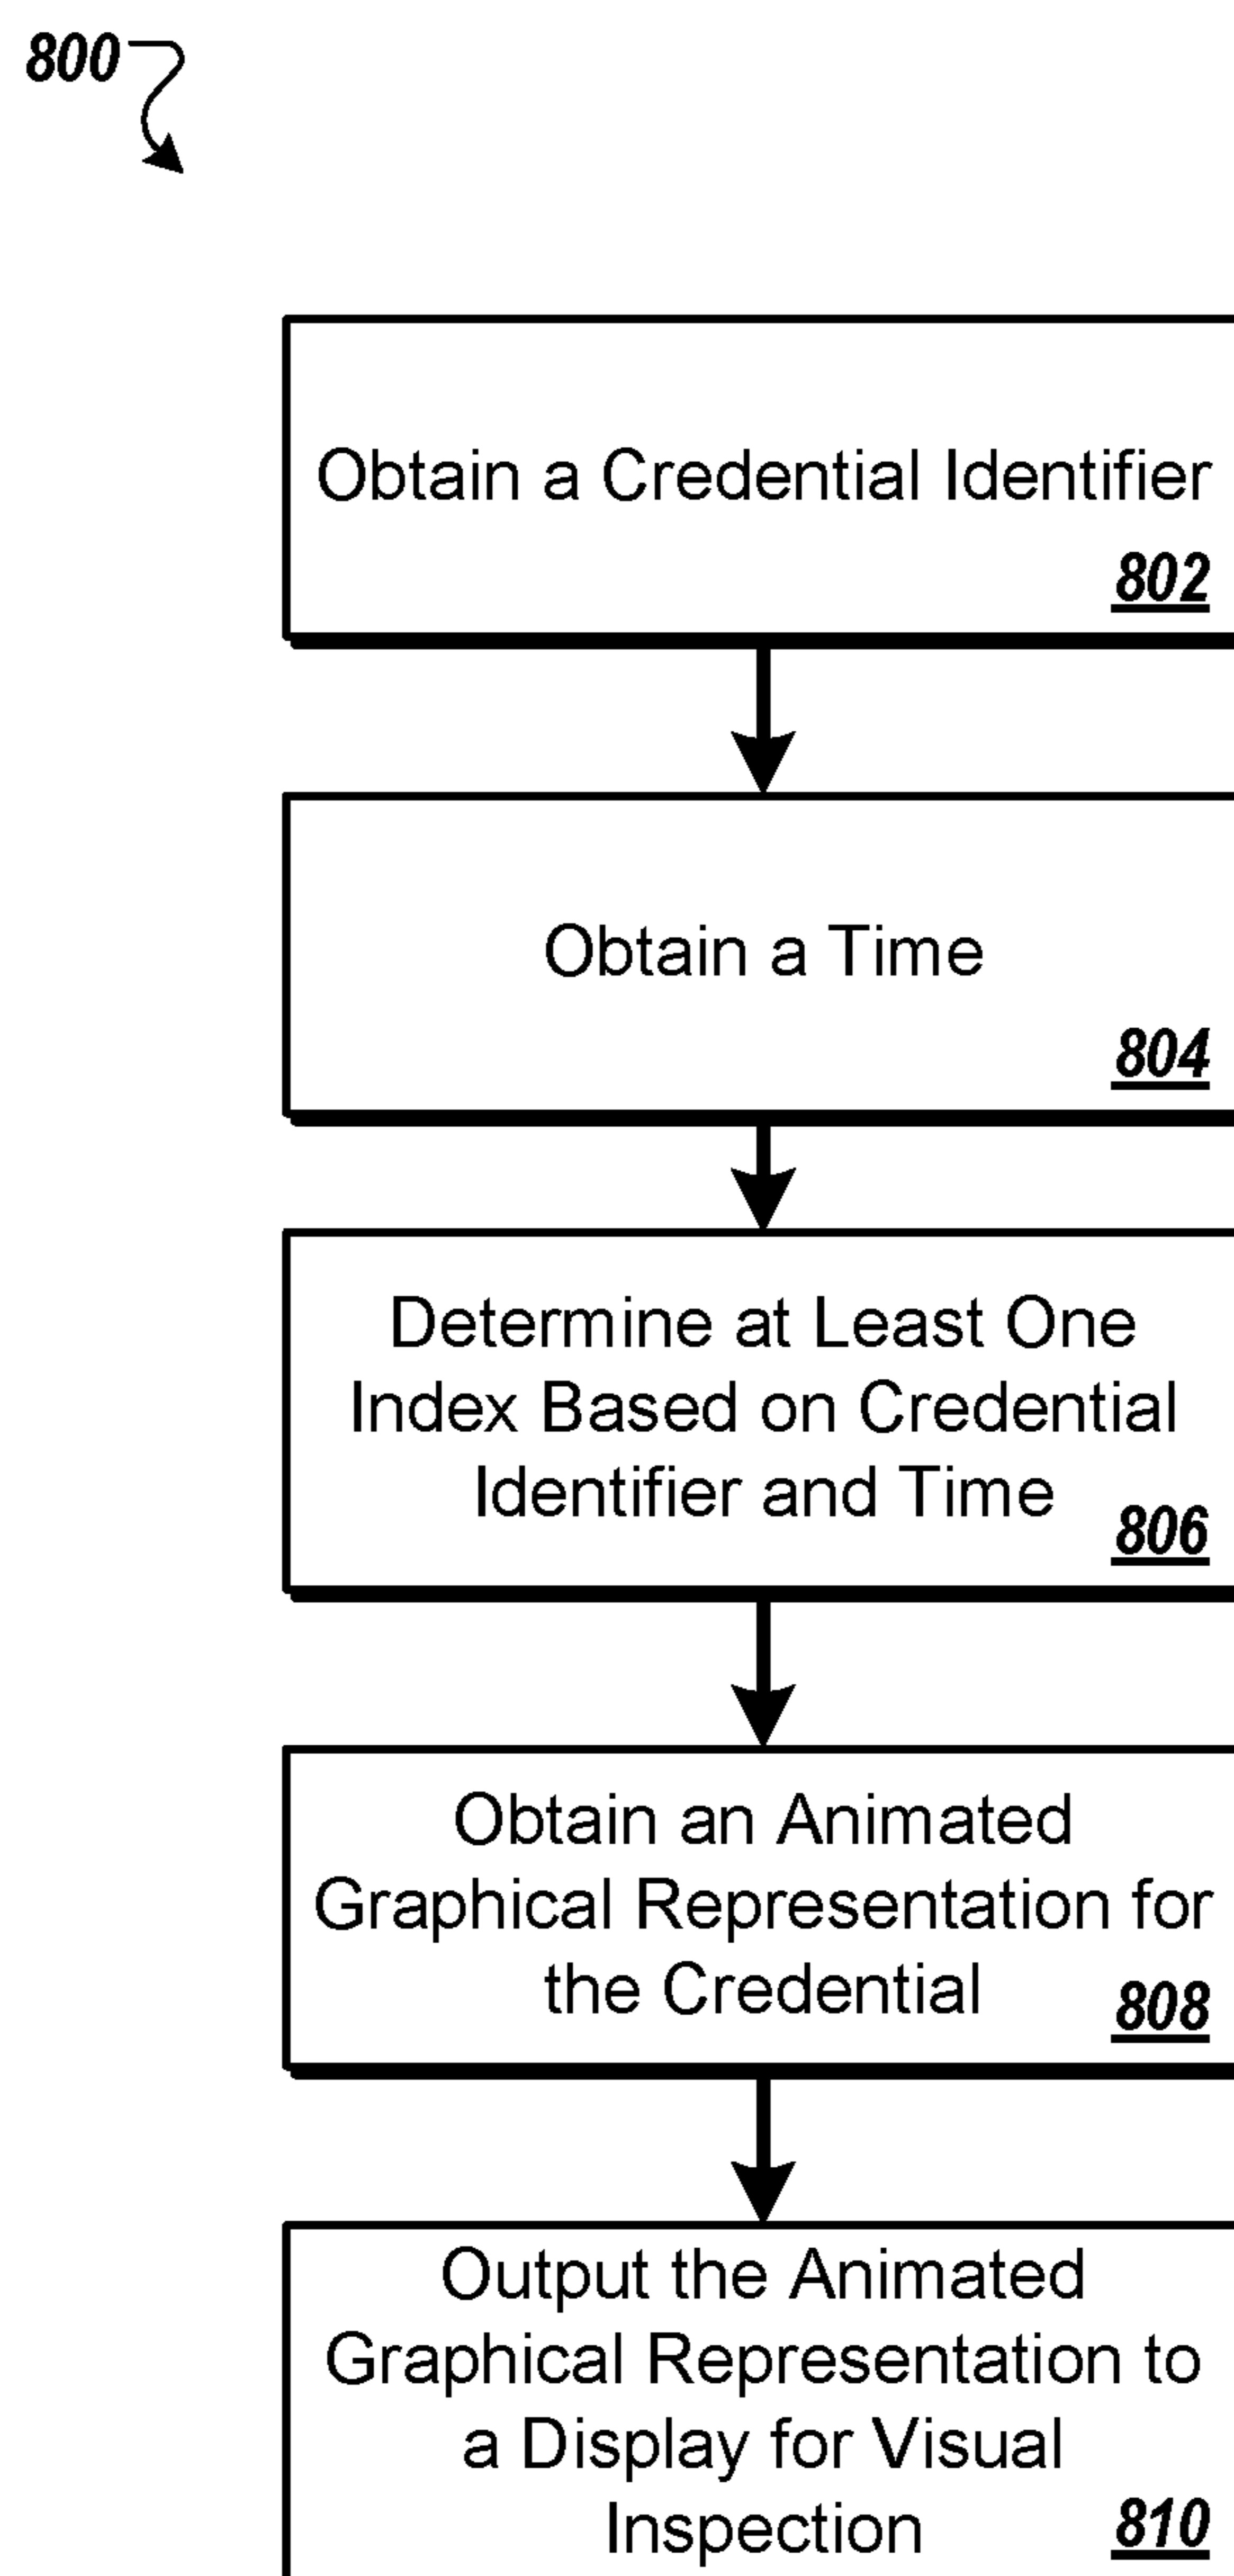 800
Obtain a Credential Identifier
802
Obtain a Time
804
Determine at Least One
Index Based on Credential
Identifier and Time
806
Obtain an Animated
Graphical Representation for
the Credential
808
Output the Animated
Graphical Representation to
a Display for Visual
Inspection
810